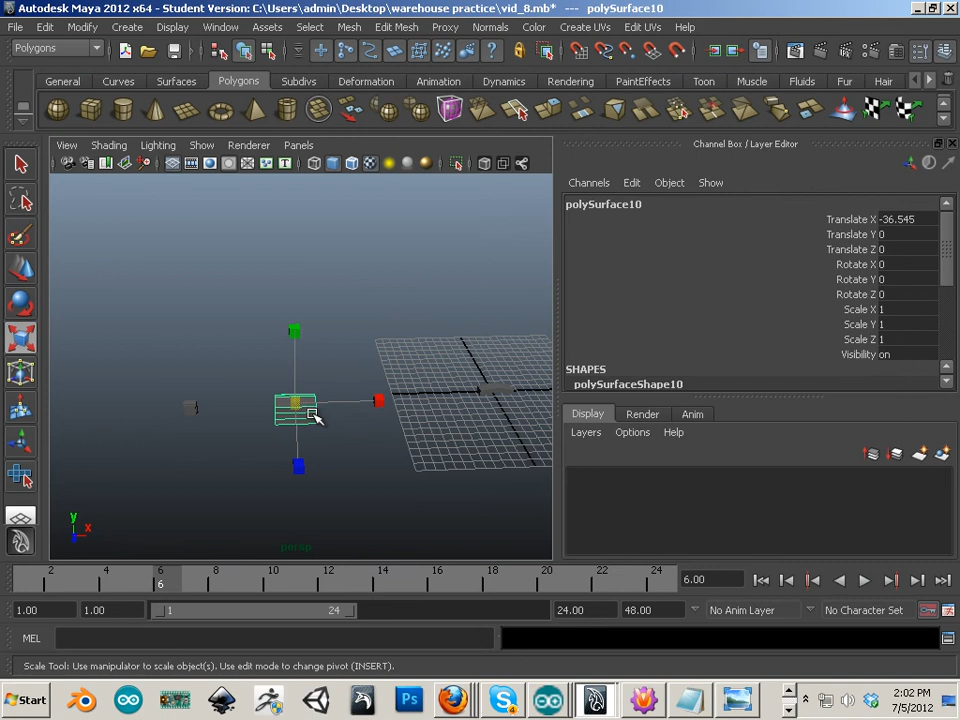 Autodesk Maya 2012 x64 - Student Version: C:\Users\admin\Desktop\warehouse practice\vid_8.mb* --- polySurface10
File Edit Modify Create Display Window Assets Select Mesh Edit Mesh Proxy Normals Color Create UVs Edit UVs Help
Polygons
General Curves Surfaces Polygons Subdivs Deformation Animation Dynamics Rendering PaintEffects Toon Muscle Fluids Fur Hair
View Shading Lighting Show Renderer Panels
Channel Box / Layer Editor
Channels Edit Object Show
polySurface10
Translate X -36.545
Translate Y 0
Translate Z 0
Rotate X 0
Rotate Y 0
Rotate Z 0
Scale X 1
Scale Y 1
Scale Z 1
Visibility on
SHAPES
polySurfaceShape10
Display Render Anim
Layers Options Help
y
x
persp
2 4 6 8 10 12 14 16 18 20 22 24
6
6.00
1.00 1.00 1 24 24.00 48.00 No Anim Layer No Character Set
MEL
Scale Tool: Use manipulator to scale object(s). Use edit mode to change pivot (INSERT).
Start
Ps
2:02 PM
7/5/2012